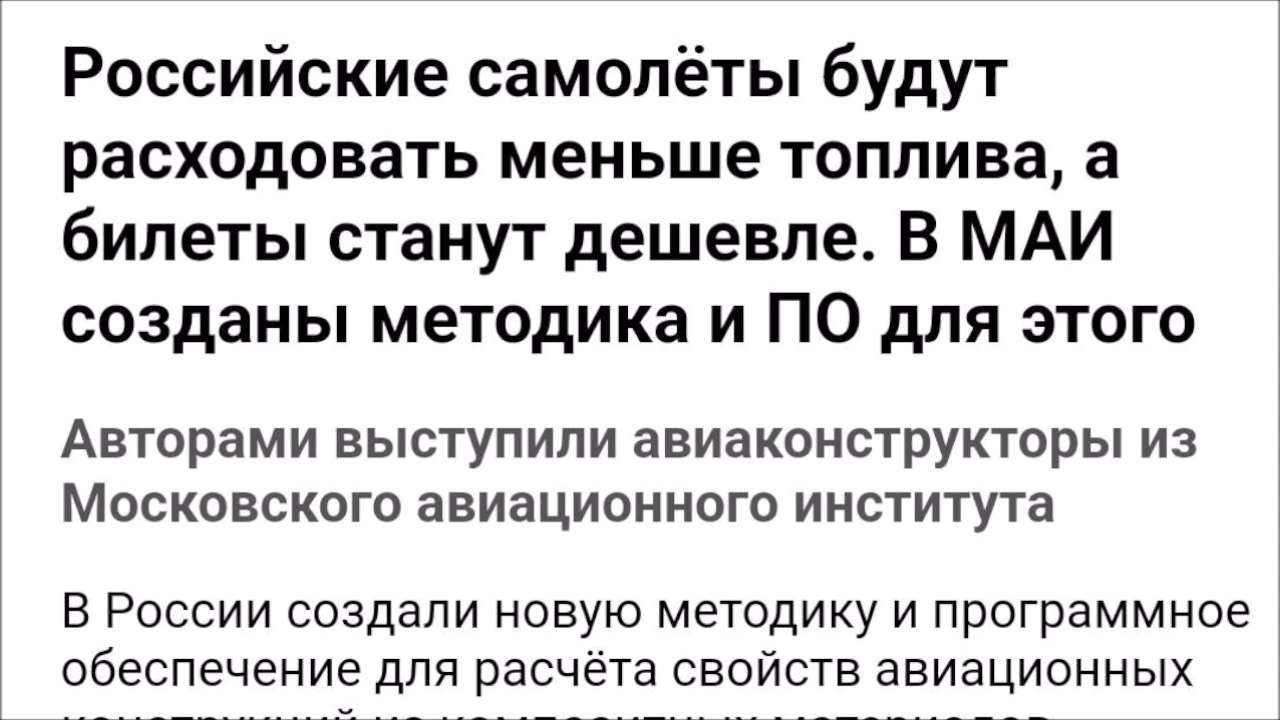 Российские самолёты будут
расходовать меньше топлива, а
билеты станут дешевле. В МАИ
созданы методика и ПО для этого
Авторами выступили авиаконструкторы из
Московского авиационного института
В России создали новую методику и программное
обеспечение для расчёта свойств авиационных